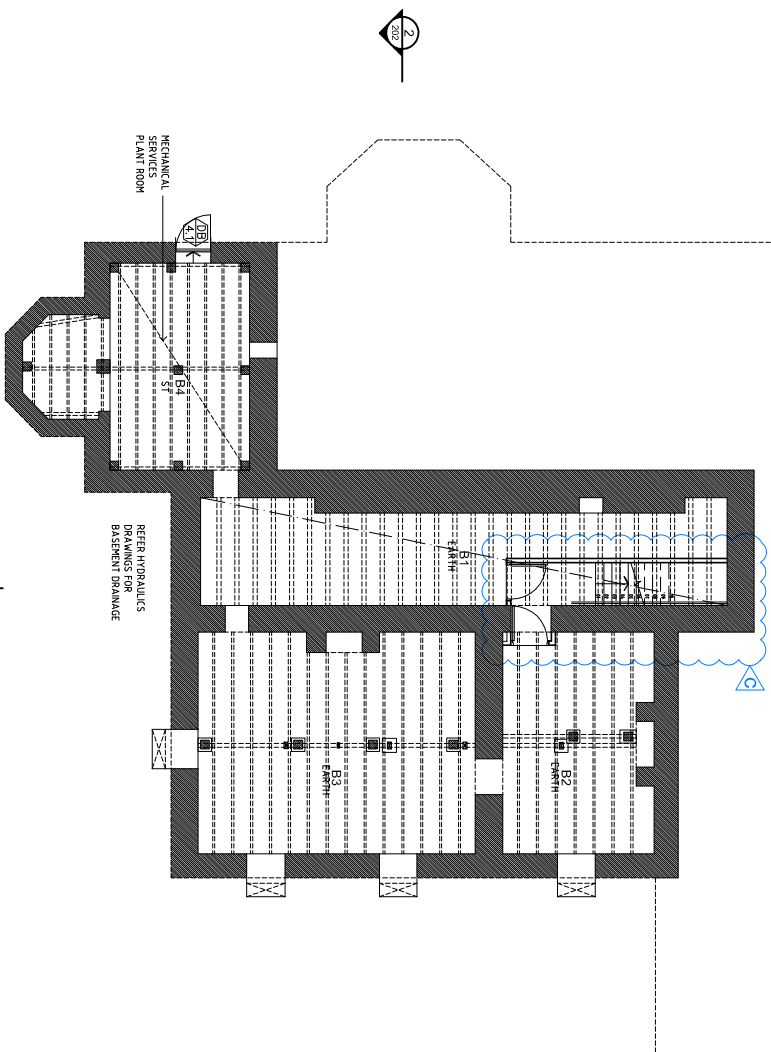 2
202
MECHANICAL
SERVICES
PLANT ROOM
DB
4.1
B4
ST
REFER HYDRAULICS
DRAWINGS FOR
BASEMENT DRAINAGE
B1
EARTH
C
B2
EARTH
B3
EARTH